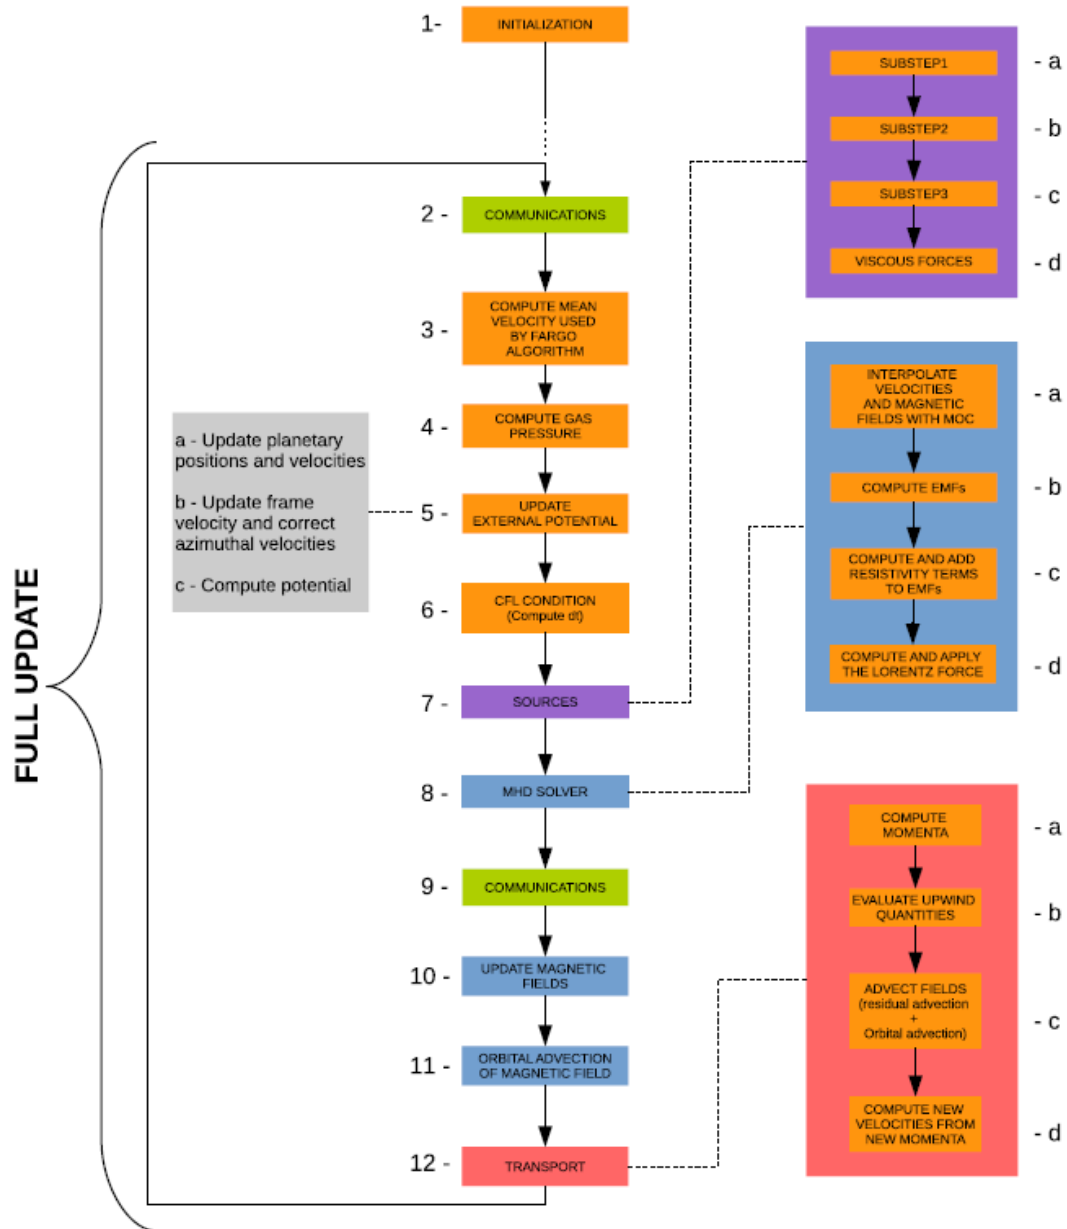 1-
INITIALIZATION
FULL UPDATE
2 -
COMMUNICATIONS
3 -
COMPUTE MEAN
VELOCITY USED
BY FARGO
ALGORITHM
4 -
COMPUTE GAS
PRESSURE
a - Update planetary
positions and velocities
b - Update frame
velocity and correct
azimuthal velocities
c - Compute potential
5 -
UPDATE
EXTERNAL POTENTIAL
6 -
CFL CONDITION
(Compute dt)
7 -
SOURCES
8 -
MHD SOLVER
9 -
COMMUNICATIONS
10 -
UPDATE MAGNETIC
FIELDS
11 -
ORBITAL ADVECTION
OF MAGNETIC FIELD
12 -
TRANSPORT
SUBSTEP1
- a
SUBSTEP2
- b
SUBSTEP3
- c
VISCOUS FORCES
- d
INTERPOLATE
VELOCITIES
AND MAGNETIC
FIELDS WITH MOC
- a
COMPUTE EMFs
- b
COMPUTE AND ADD
RESISTIVITY TERMS
TO EMFs
- c
COMPUTE AND APPLY
THE LORENTZ FORCE
- d
COMPUTE
MOMENTA
- a
EVALUATE UPWIND
QUANTITIES
- b
ADVECT FIELDS
(residual advection
+
Orbital advection)
- c
COMPUTE NEW
VELOCITIES FROM
NEW MOMENTA
- d